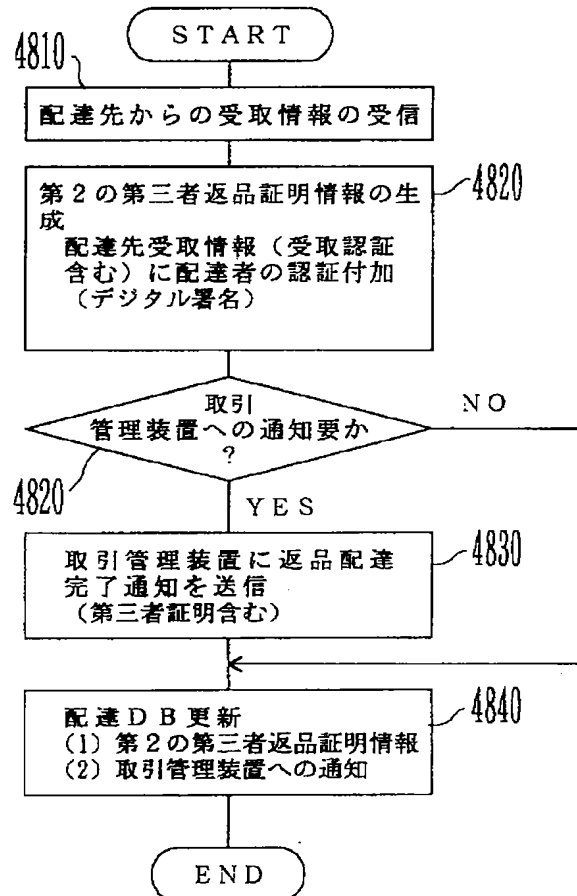 START
4810
配達先からの受取情報の受信
4820
第2の第三者返品証明情報の生
成
配達先受取情報(受取認証
含む)に配達者の認証付加
(デジタル署名)
取引
管理装置への通知要か
?
NO
4820
YES
4830
取引管理装置に返品配達
完了通知を送信
(第三者証明含む)
4840
配達DB更新
(1) 第2の第三者返品証明情報
(2) 取引管理装置への通知
END